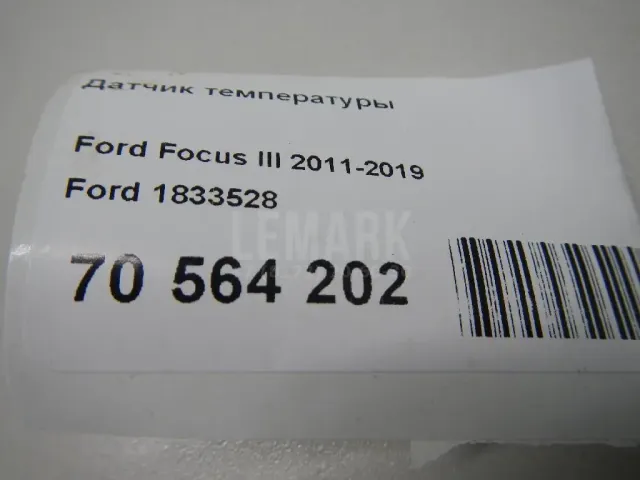 Датчик температуры
Ford Focus III 2011-2019
Ford 1833528
LEMARK
70 564 202